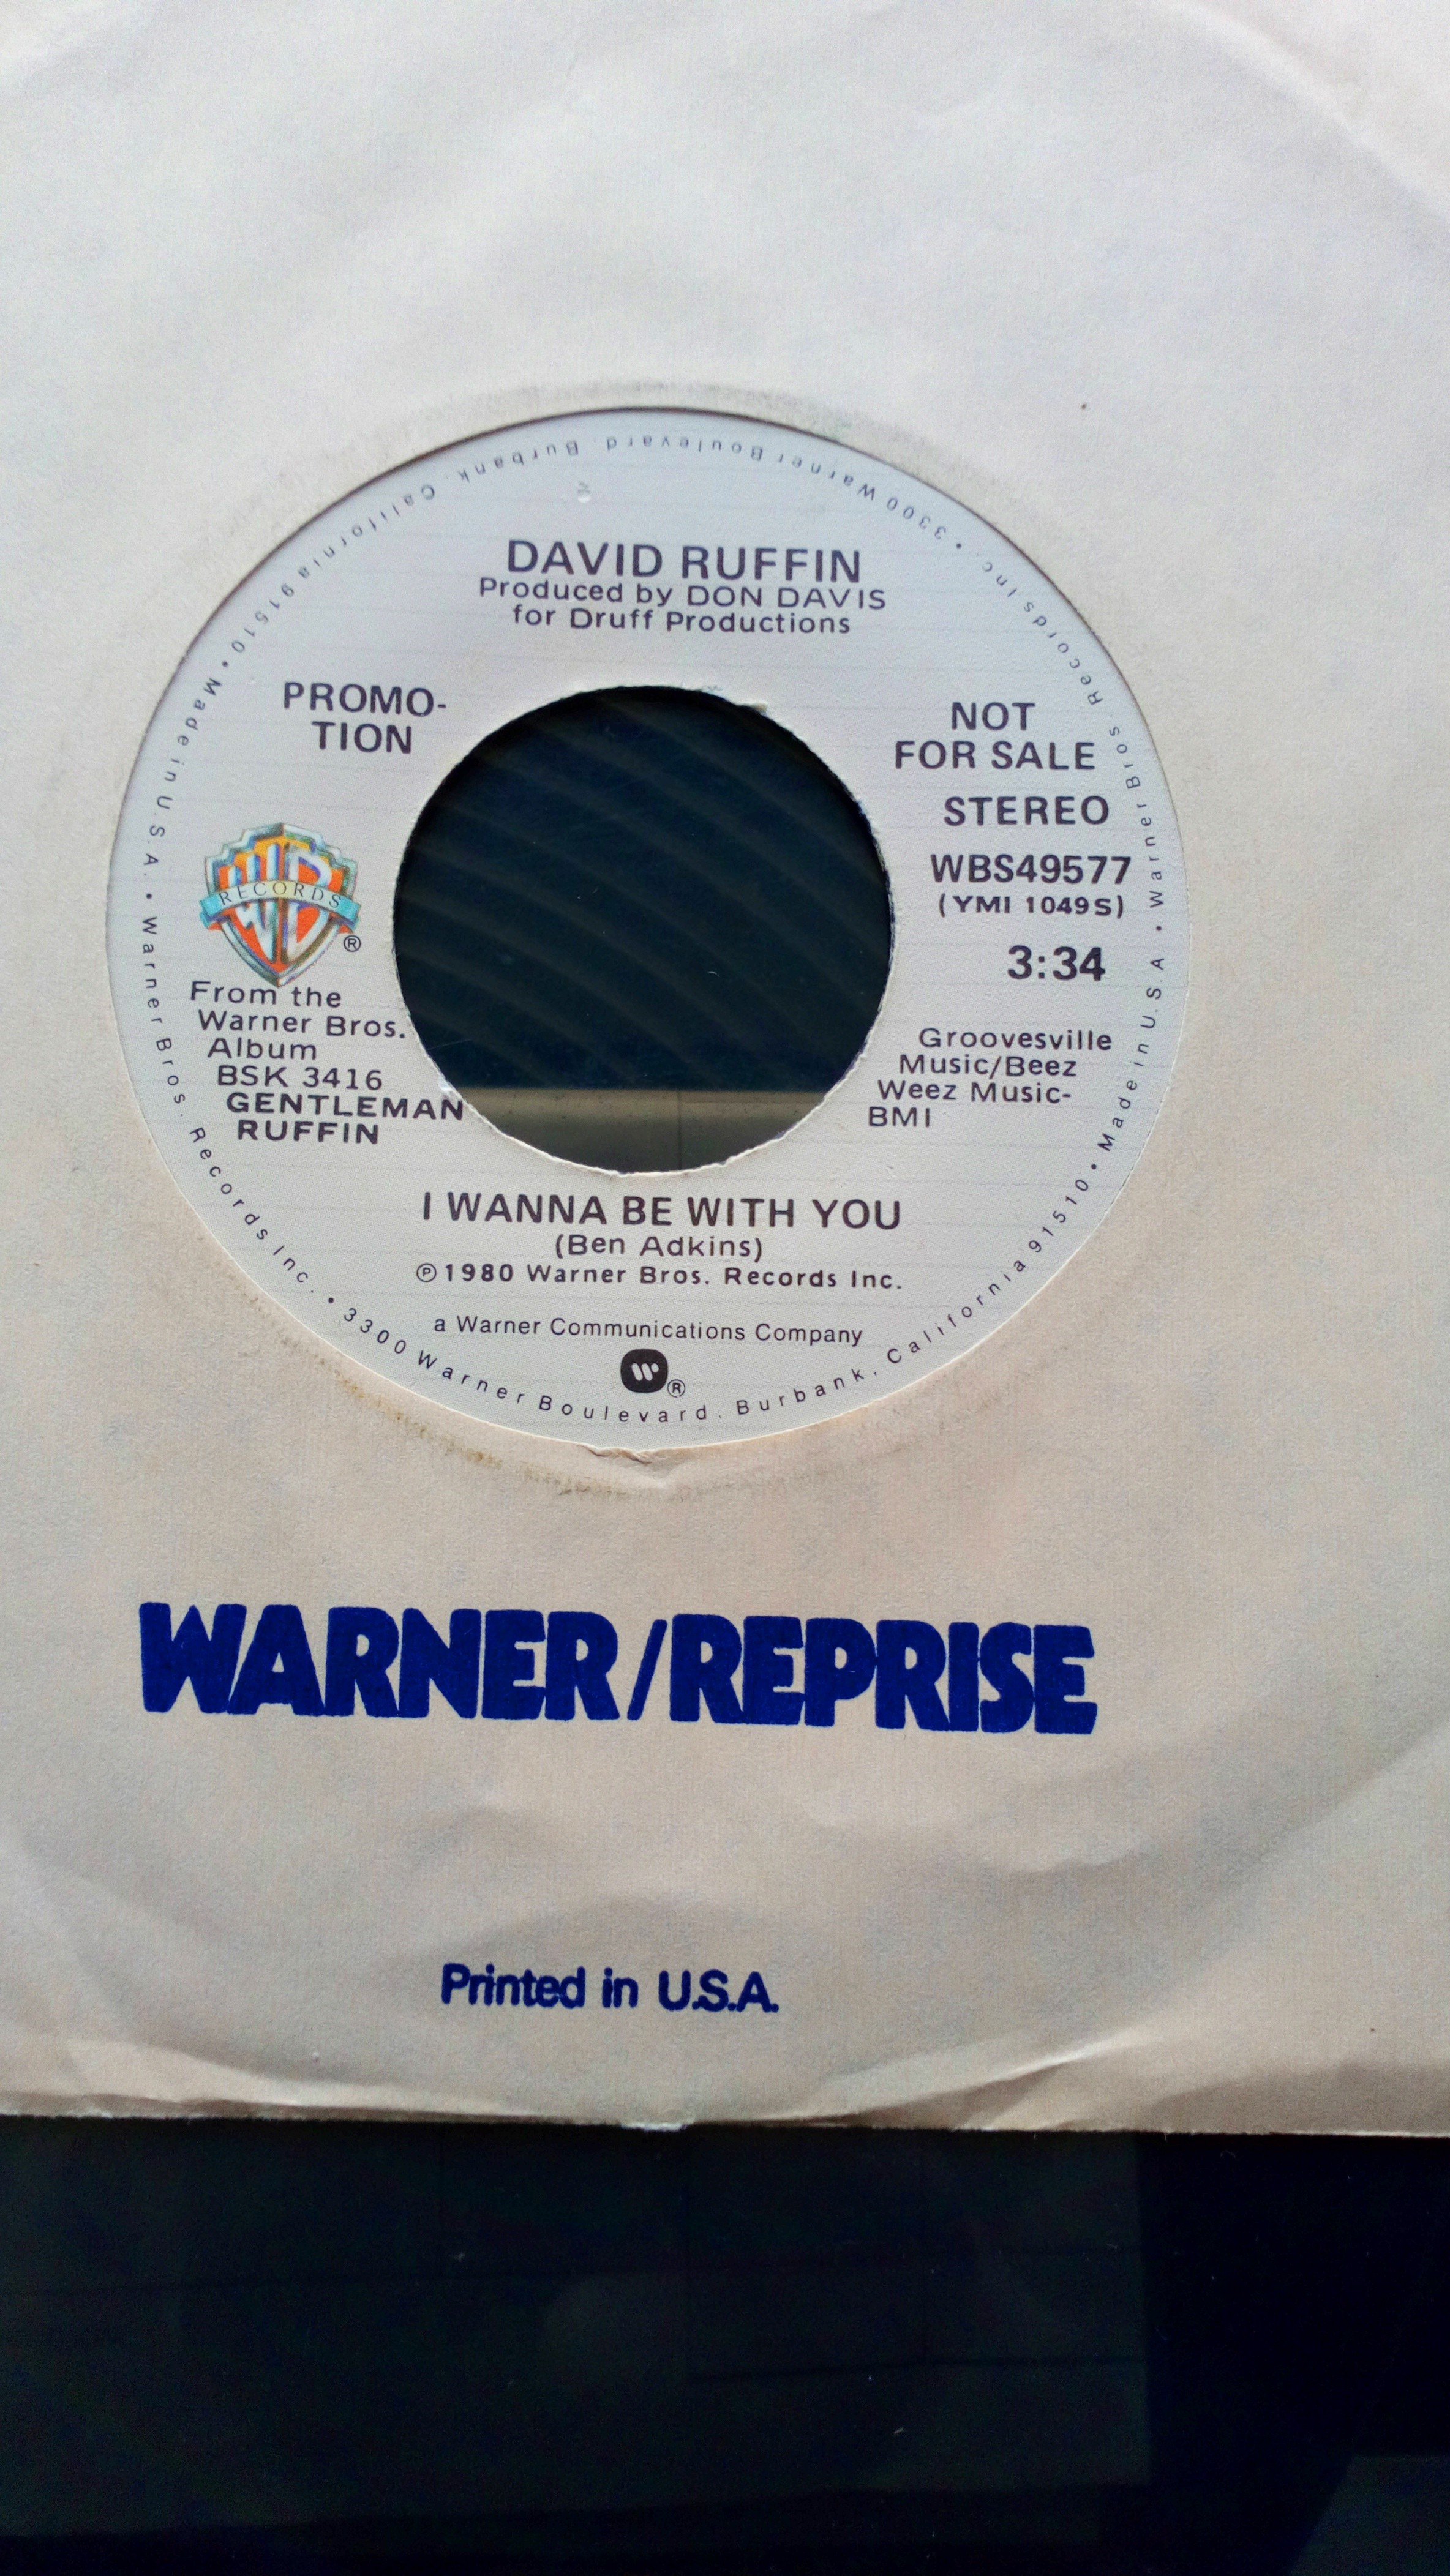 DAVID RUFFIN
Produced by DON DAVIS
for Druff Productions
PROMO-
TION
NOT
FOR SALE
STEREO
WBS49577
(YMI 1049S)
3:34
WB
RECORDS
®
From the
Warner Bros.
Album
BSK 3416
GENTLEMAN
RUFFIN
Groovesville
Music/Beez
Weez Music-
BMI
I WANNA BE WITH YOU
(Ben Adkins)
℗1980 Warner Bros. Records Inc.
a Warner Communications Company
W®
Warner Bros. Records Inc. • 3300 Warner Boulevard. Burbank, California 91510 • Made in U.S.A. • Warner Bros. Records Inc. • 3300 Warner Boulevard. Burbank, California 91510 • Made in U.S.A. •
WARNER/REPRISE
Printed in U.S.A.